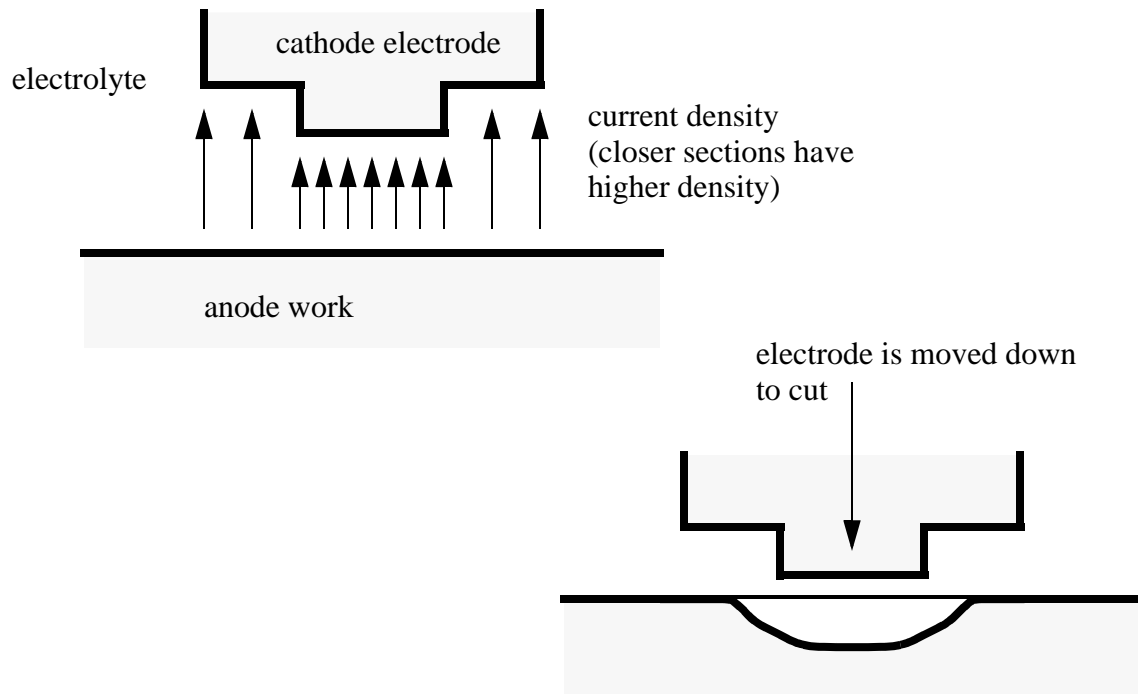 cathode electrode
electrolyte
current density
(closer sections have
higher density)
anode work
electrode is moved down
to cut